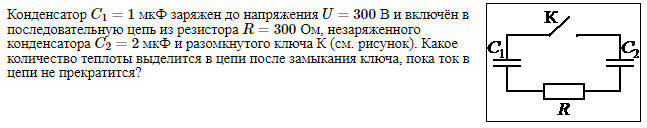 Конденсатор C₁ = 1 мкФ заряжен до напряжения U = 300 В и включён в
последовательную цепь из резистора R = 300 Ом, незаряженного
конденсатора C₂ = 2 мкФ и разомкнутого ключа К (см. рисунок). Какое
количество теплоты выделится в цепи после замыкания ключа, пока ток в
цепи не прекратится?
К
C₁
C₂
R